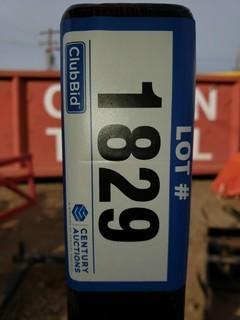 ClubBid
LOT #
1829
CENTURY
AUCTIONS